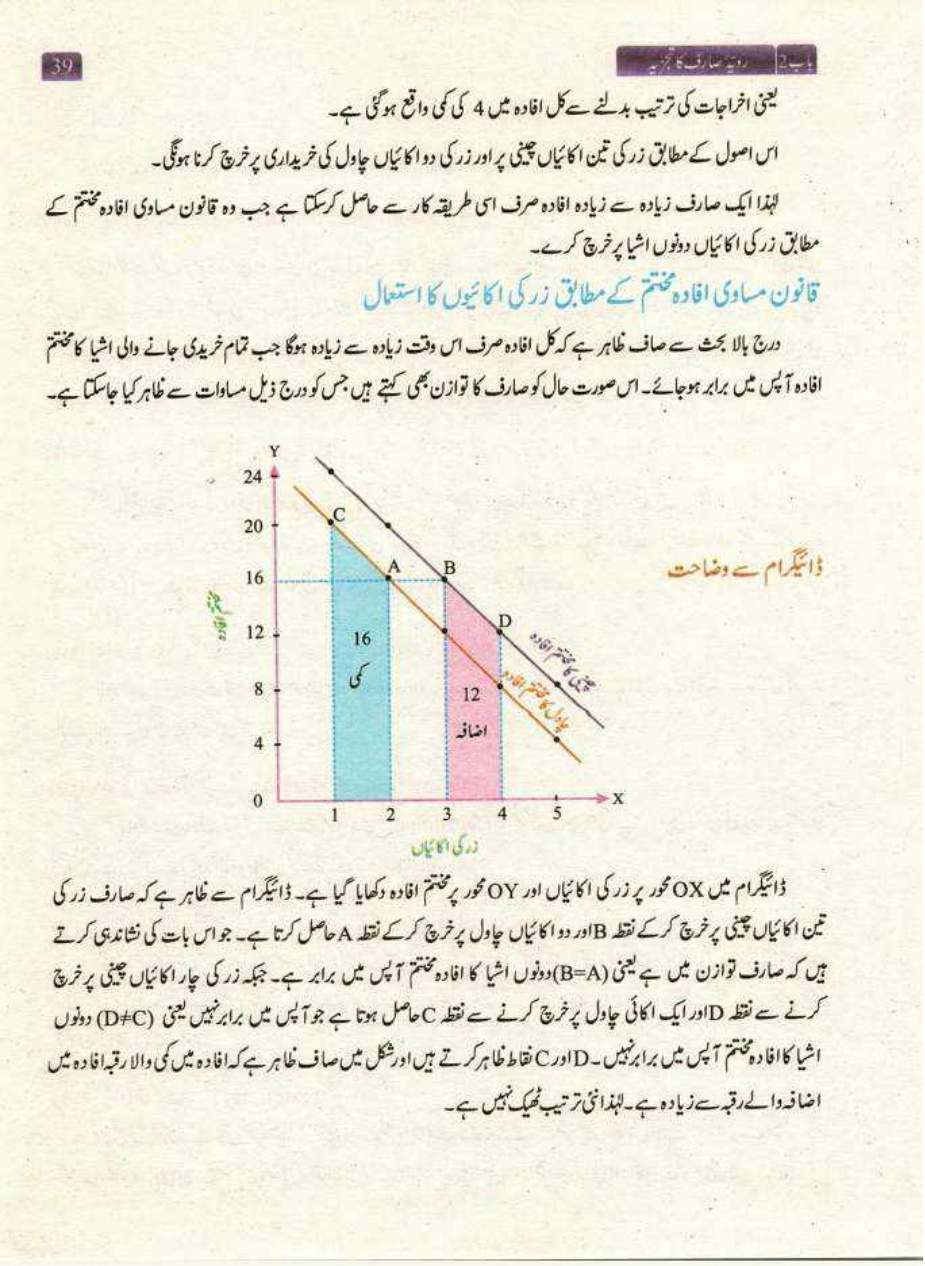 39
باب 2 رویۂ صارف کا تجزیہ
یعنی اخراجات کی ترتیب بدلنے سے کل افادہ میں 4 کی کمی واقع ہوگئی ہے۔
اس اصول کے مطابق زر کی تین اکائیاں چینی پر اور زر کی دو اکائیاں چاول کی خریداری پر خرچ کرنا ہونگی۔
لہٰذا ایک صارف زیادہ سے زیادہ افادہ صرف اسی طریقہ کار سے حاصل کرسکتا ہے جب وہ قانون مساوی افادہ مختتم کے
مطابق زر کی اکائیاں دونوں اشیا پر خرچ کرے۔
قانون مساوی افادہ مختتم کے مطابق زر کی اکائیوں کا استعمال
درج بالا بحث سے صاف ظاہر ہے کہ کل افادہ صرف اس وقت زیادہ سے زیادہ ہوگا جب تمام خریدی جانے والی اشیا کا مختتم
افادہ آپس میں برابر ہوجائے۔ اس صورت حال کو صارف کا توازن بھی کہتے ہیں جس کو درج ذیل مساوات سے ظاہر کیا جاسکتا ہے۔
ڈائیگرام سے وضاحت
Y
24
20
16
12
8
4
0
مختتم افادہ
C
A
B
D
16
کمی
12
اضافہ
چینی کا مختتم افادہ
چاول کا مختتم افادہ
1 2 3 4 5 X
زر کی اکائیاں
ڈائیگرام میں OX محور پر زر کی اکائیاں اور OY محور پر مختتم افادہ دکھایا گیا ہے۔ ڈائیگرام سے ظاہر ہے کہ صارف زر کی
تین اکائیاں چینی پر خرچ کرکے نقطہ B اور دو اکائیاں چاول پر خرچ کرکے نقطہ A حاصل کرتا ہے۔ جو اس بات کی نشاندہی کرتے
ہیں کہ صارف توازن میں ہے یعنی (B=A) دونوں اشیا کا افادہ مختتم آپس میں برابر ہے۔ جبکہ زر کی چار اکائیاں چینی پر خرچ
کرنے سے نقطہ D اور ایک اکائی چاول پر خرچ کرنے سے نقطہ C حاصل ہوتا ہے جو آپس میں برابر نہیں یعنی (D≠C) دونوں
اشیا کا افادہ مختتم آپس میں برابر نہیں۔ D اور C نقاط ظاہر کرتے ہیں اور شکل میں صاف ظاہر ہے کہ افادہ میں کمی والا رقبہ افادہ میں
اضافہ والے رقبہ سے زیادہ ہے۔ لہٰذا نئی ترتیب ٹھیک نہیں ہے۔